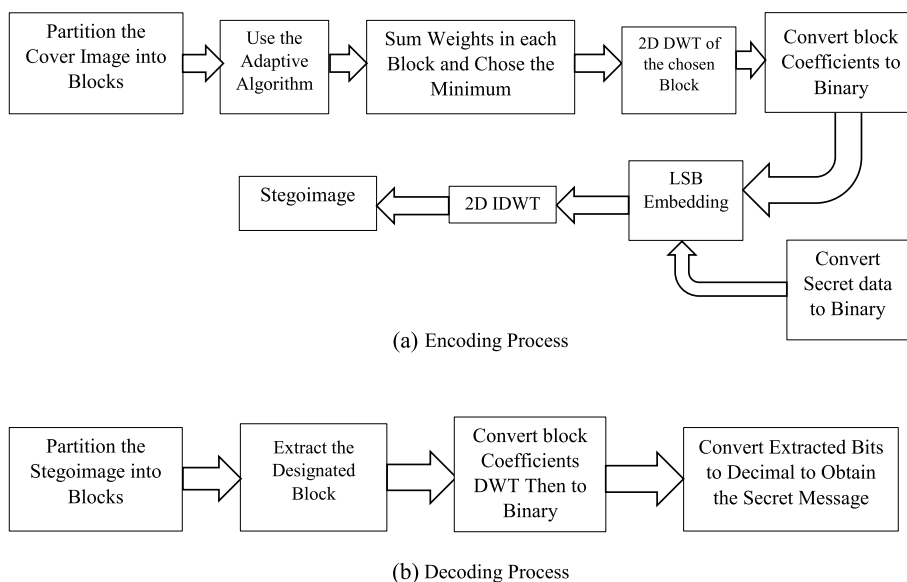 Partition the
Cover Image into
Blocks
Use the
Adaptive
Algorithm
Sum Weights in each
Block and Chose the
Minimum
2D DWT of
the chosen
Block
Convert block
Coefficients to
Binary
Stegoimage
2D IDWT
LSB
Embedding
Convert
Secret data
to Binary
(a) Encoding Process
Partition the
Stegoimage into
Blocks
Extract the
Designated
Block
Convert block
Coefficients
DWT Then to
Binary
Convert Extracted Bits
to Decimal to Obtain
the Secret Message
(b) Decoding Process